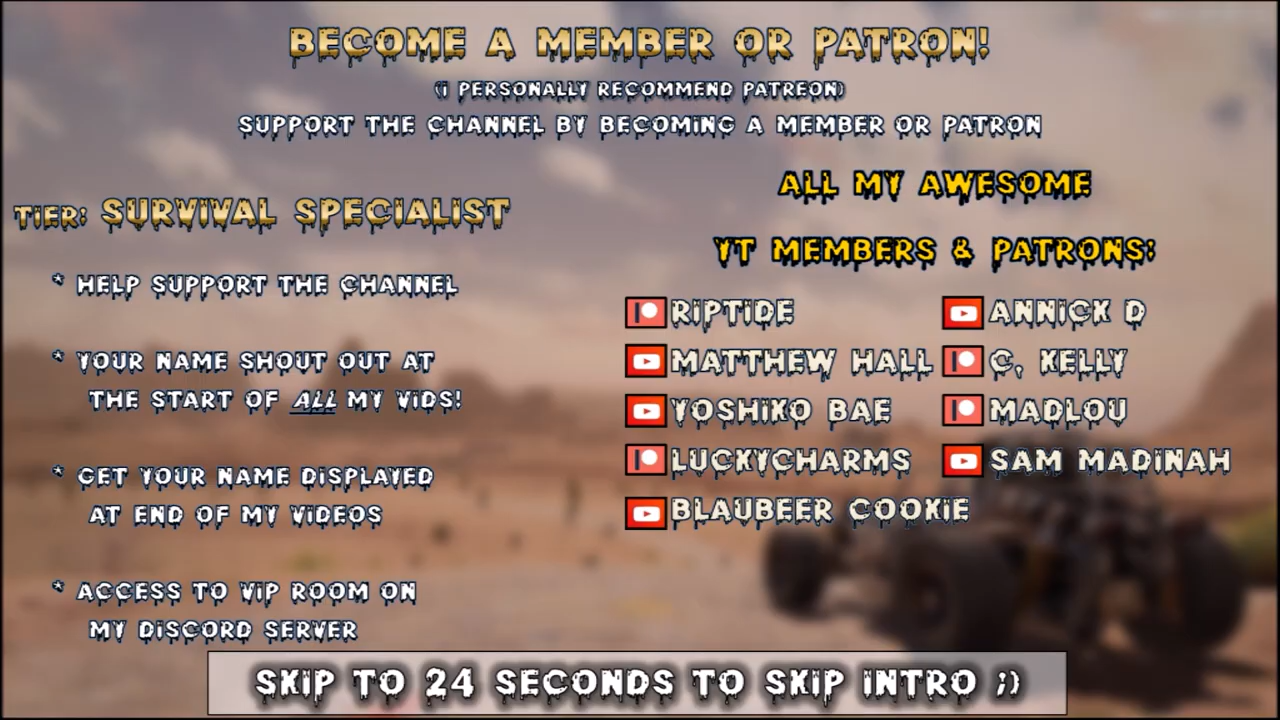 BECOME A MEMBER OR PATRON!
(I PERSONALLY RECOMMEND PATREON)
SUPPORT THE CHANNEL BY BECOMING A MEMBER OR PATRON
TIER: SURVIVAL SPECIALIST
* HELP SUPPORT THE CHANNEL
* YOUR NAME SHOUT OUT AT
THE START OF ALL MY VIDS!
* GET YOUR NAME DISPLAYED
AT END OF MY VIDEOS
* ACCESS TO VIP ROOM ON
MY DISCORD SERVER
ALL MY AWESOME
YT MEMBERS & PATRONS:
RIPTIDE
MATTHEW HALL
YOSHIKO BAE
LUCKYCHARMS
BLAUBEER COOKIE
ANNICK D
C. KELLY
MADLOU
SAM MADINAH
SKIP TO 24 SECONDS TO SKIP INTRO ;)